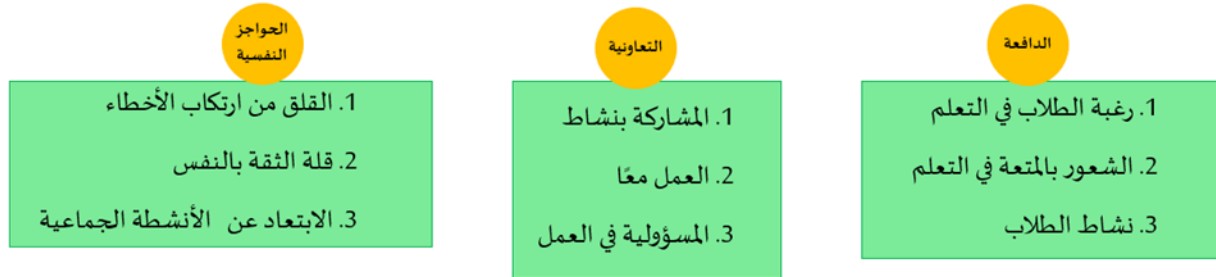 الدافعة
1. رغبة الطلاب في التعلم
2. الشعور بالمتعة في التعلم
3. نشاط الطلاب
التعاونية
1. المشاركة بنشاط
2. العمل معًا
3. المسؤولية في العمل
الحواجز
النفسية
1. القلق من ارتكاب الأخطاء
2. قلة الثقة بالنفس
3. الابتعاد عن الأنشطة الجماعية